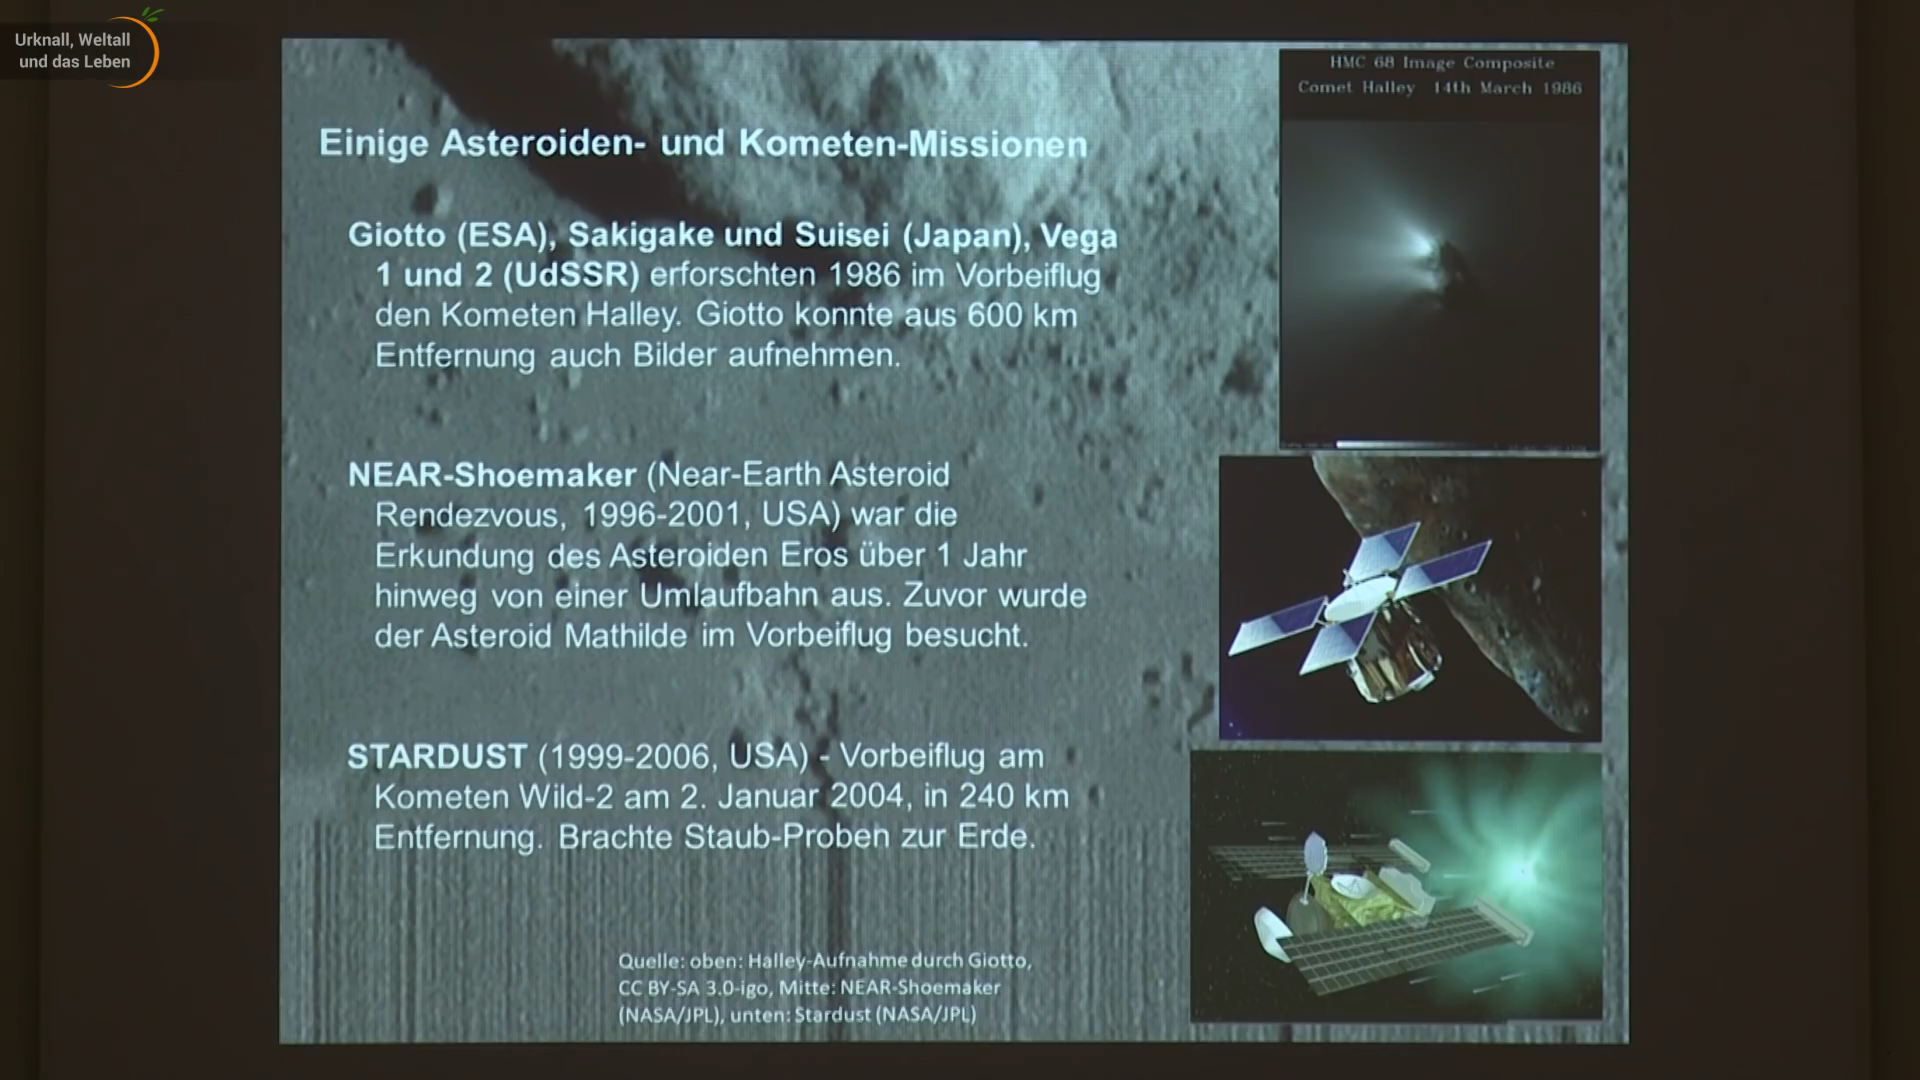 Urknall, Weltall
und das Leben
HMC 68 Image Composite
Comet Halley 14th March 1986
Einige Asteroiden- und Kometen-Missionen
Giotto (ESA), Sakigake und Suisei (Japan), Vega
1 und 2 (UdSSR) erforschten 1986 im Vorbeiflug
den Kometen Halley. Giotto konnte aus 600 km
Entfernung auch Bilder aufnehmen.
NEAR-Shoemaker (Near-Earth Asteroid
Rendezvous, 1996-2001, USA) war die
Erkundung des Asteroiden Eros über 1 Jahr
hinweg von einer Umlaufbahn aus. Zuvor wurde
der Asteroid Mathilde im Vorbeiflug besucht.
STARDUST (1999-2006, USA) - Vorbeiflug am
Kometen Wild-2 am 2. Januar 2004, in 240 km
Entfernung. Brachte Staub-Proben zur Erde.
Quelle: oben: Halley-Aufnahme durch Giotto,
CC BY-SA 3.0-igo, Mitte: NEAR-Shoemaker
(NASA/JPL), unten: Stardust (NASA/JPL)